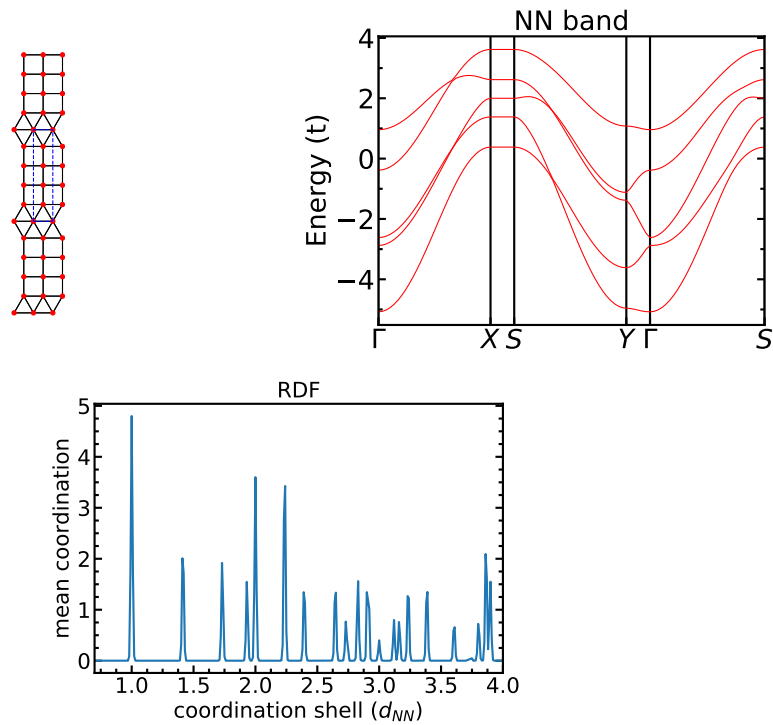 NN band
Energy (t)
4
2
0
−2
−4
Γ X S Y Γ S
RDF
mean coordination
5
4
3
2
1
0
1.0 1.5 2.0 2.5 3.0 3.5 4.0
coordination shell (d_NN)